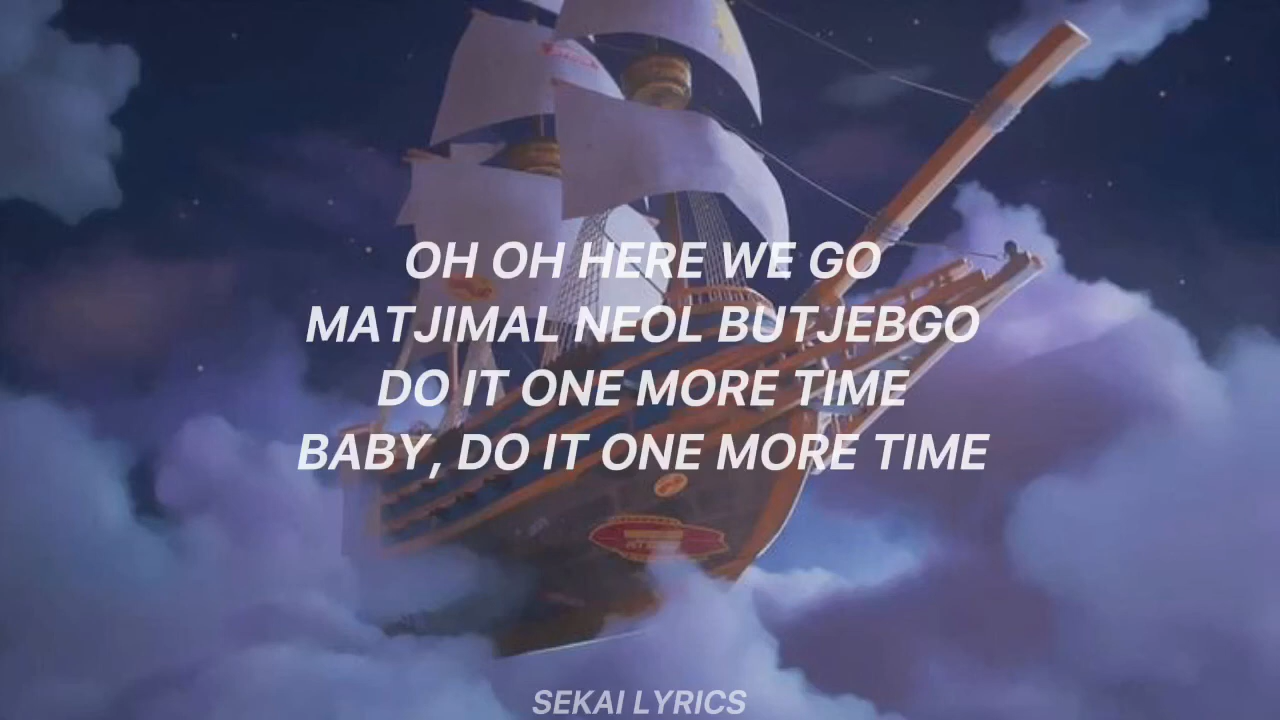 OH OH HERE WE GO
MATJIMAL NEOL BUTJEBGO
DO IT ONE MORE TIME
BABY, DO IT ONE MORE TIME
SEKAI LYRICS